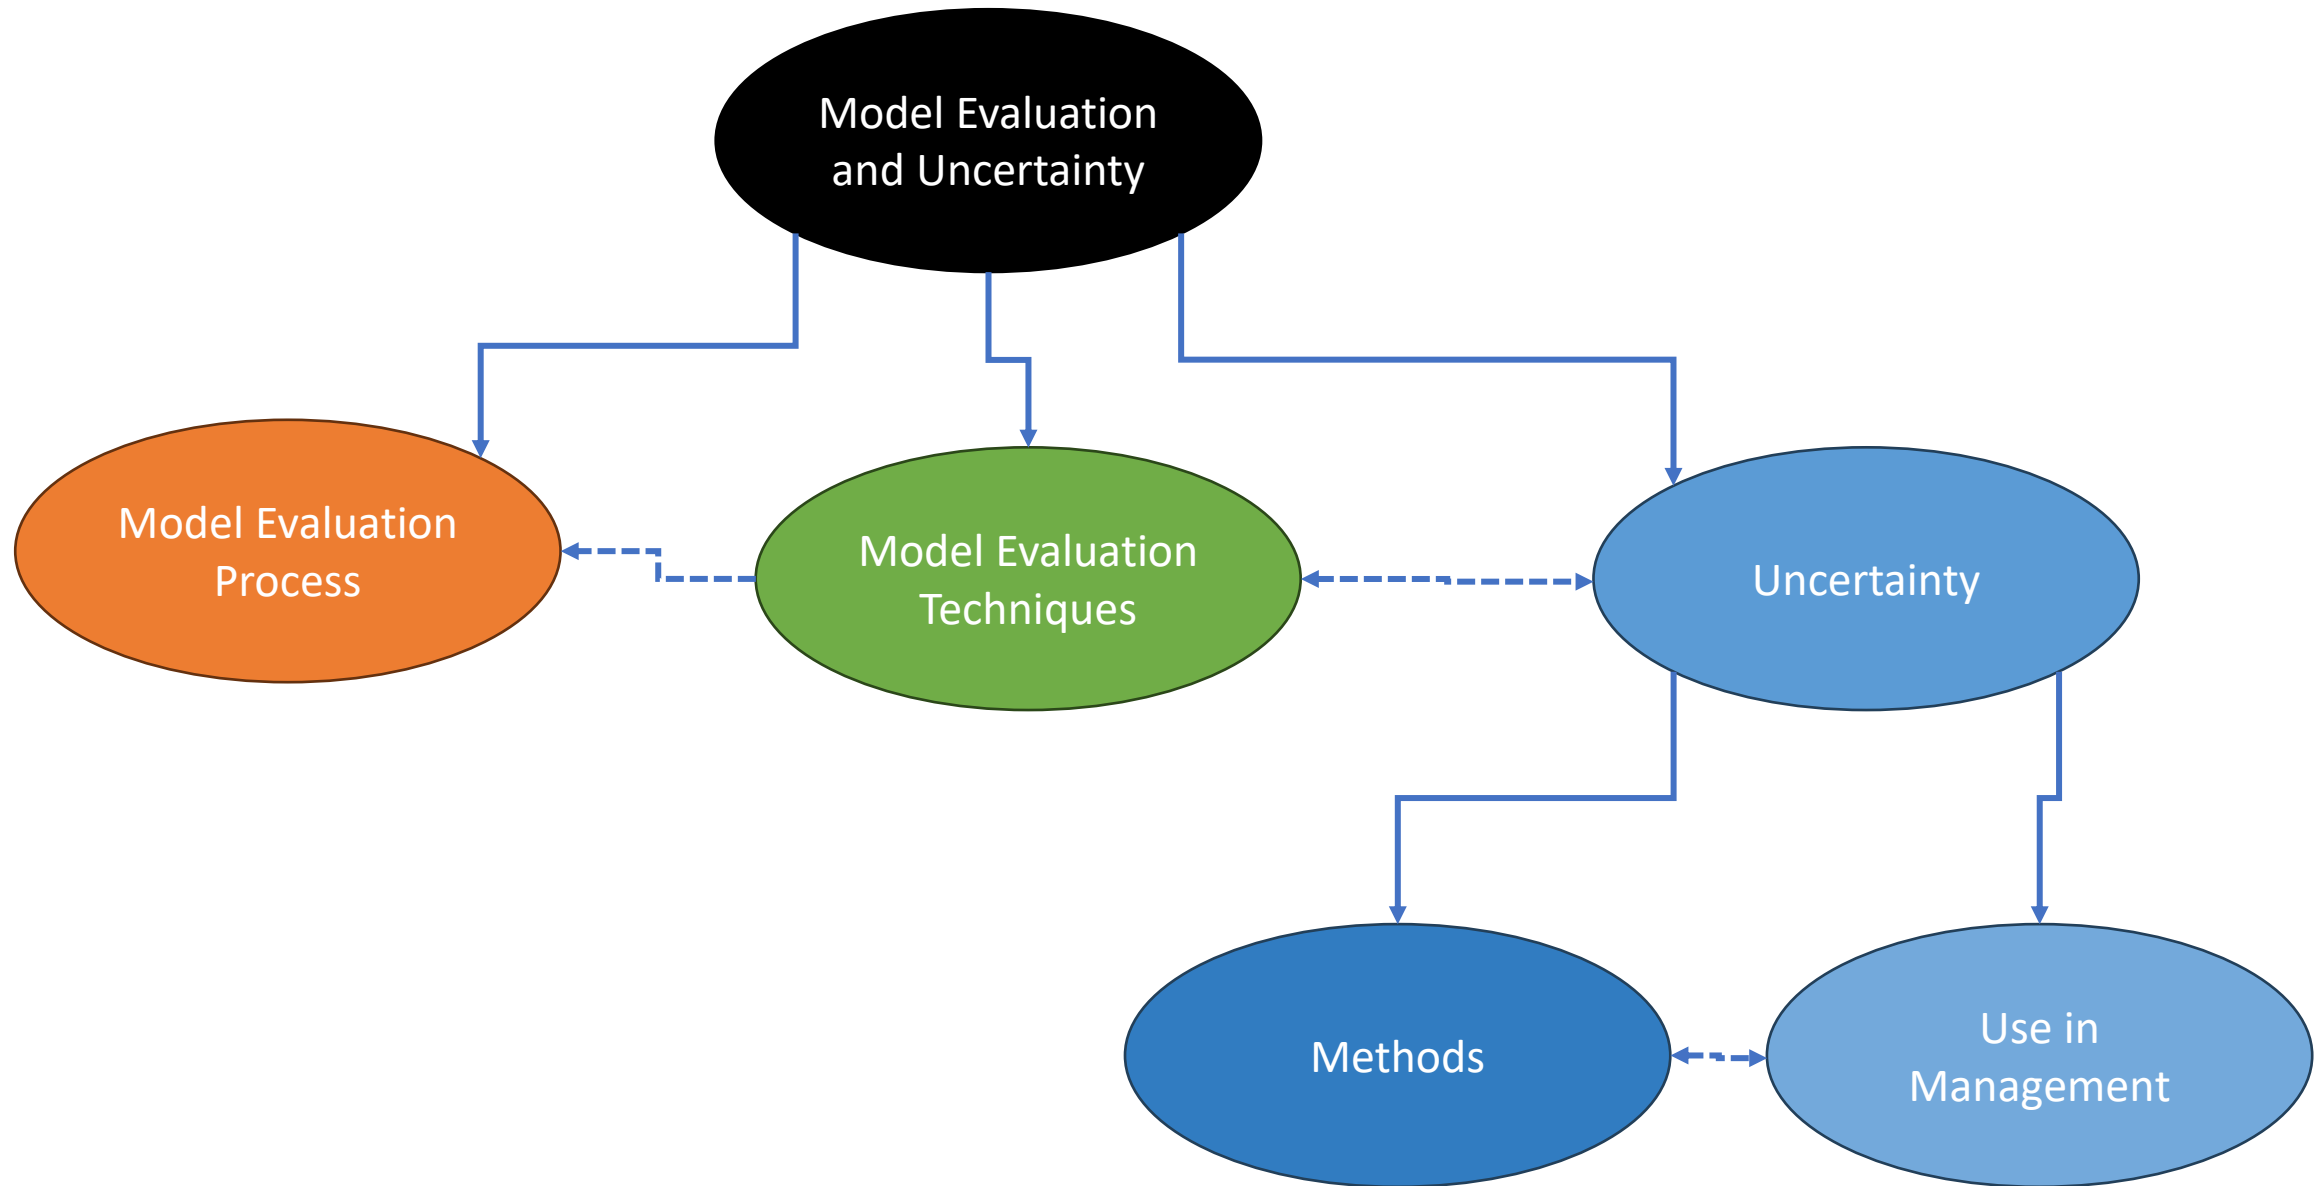 Model Evaluation
and Uncertainty
Model Evaluation
Process
Model Evaluation
Techniques
Uncertainty
Methods
Use in
Management